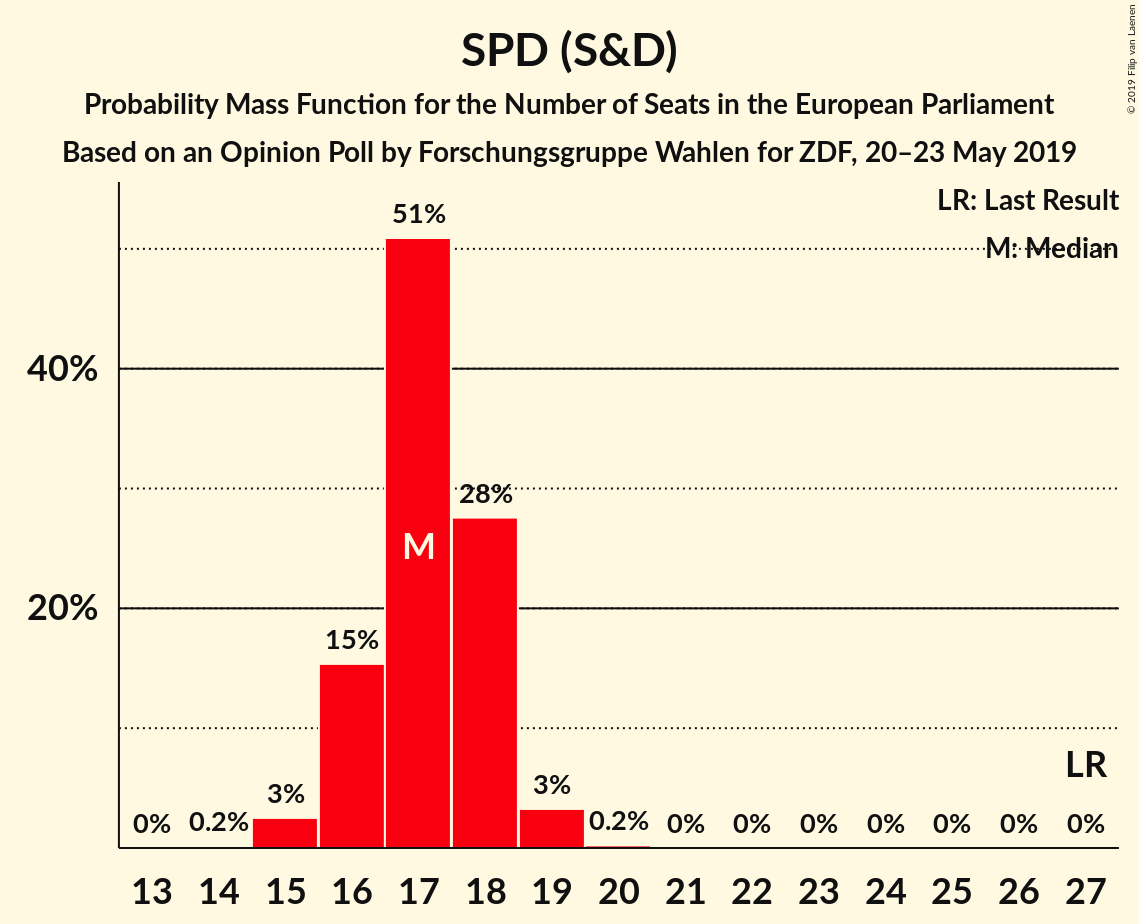 SPD (S&D)
Probability Mass Function for the Number of Seats in the European Parliament
Based on an Opinion Poll by Forschungsgruppe Wahlen for ZDF, 20–23 May 2019
© 2019 Filip van Laenen
LR: Last Result
M: Median
51%
40%
28%
M
20%
15%
LR
3%
3%
0% 0.2% 0.2% 0% 0% 0% 0% 0% 0% 0%
13 14 15 16 17 18 19 20 21 22 23 24 25 26 27